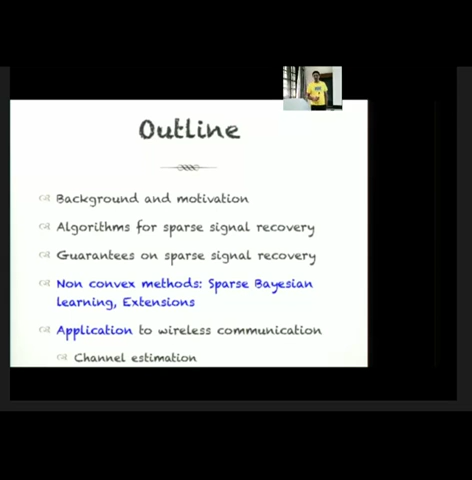 Outline
Background and motivation
Algorithms for sparse signal recovery
Guarantees on sparse signal recovery
Non convex methods: Sparse Bayesian
learning, Extensions
Application to wireless communication
Channel estimation